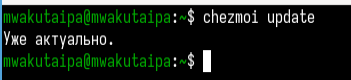 mwakutaipa@mwakutaipa:~$ chezmoi update
Уже актуально.
mwakutaipa@mwakutaipa:~$